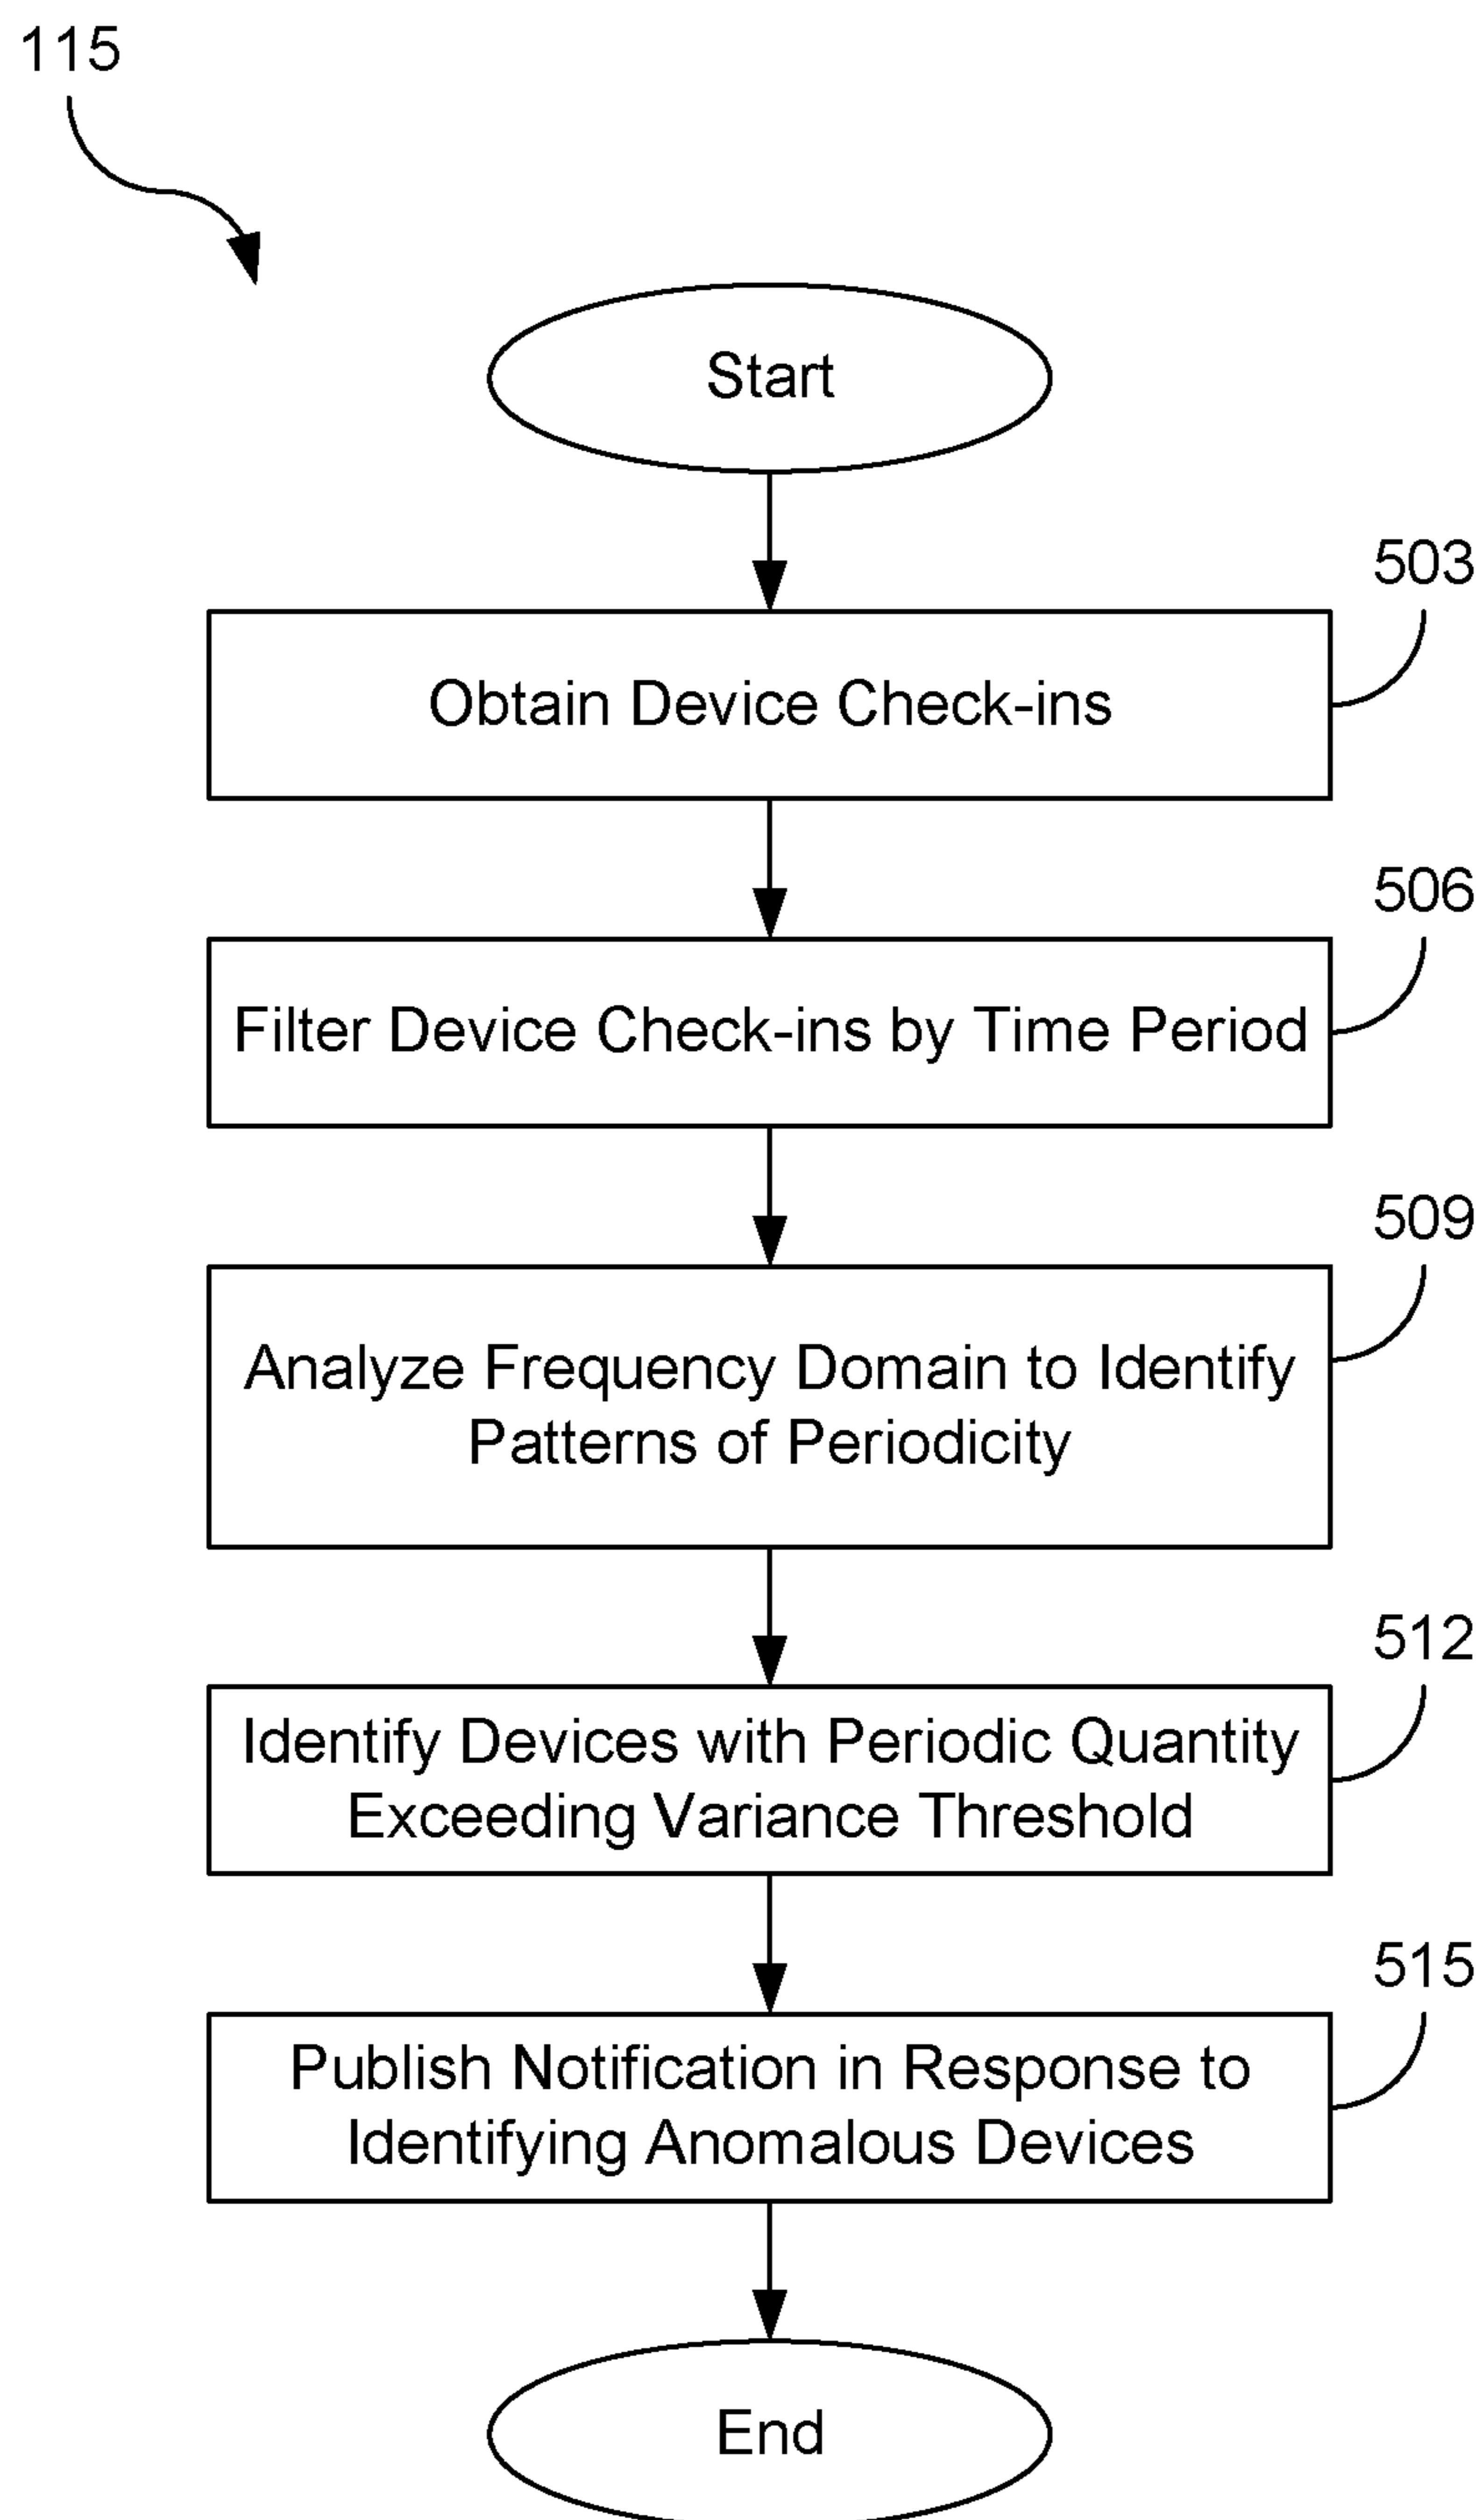 115
Start
503
Obtain Device Check-ins
506
Filter Device Check-ins by Time Period
509
Analyze Frequency Domain to Identify
Patterns of Periodicity
512
Identify Devices with Periodic Quantity
Exceeding Variance Threshold
515
Publish Notification in Response to
Identifying Anomalous Devices
End